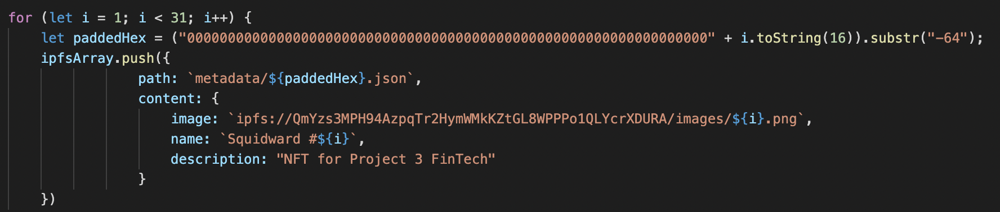 for (let i = 1; i < 31; i++) {
let paddedHex = ("0000000000000000000000000000000000000000000000000000000000000000" + i.toString(16)).substr("-64");
ipfsArray.push({
path: `metadata/${paddedHex}.json`,
content: {
image: `ipfs://QmYzs3MPH94AzpqTr2HymWMkKZtGL8WPPPo1QLYcrXDURA/images/${i}.png`,
name: `Squidward #${i}`,
description: "NFT for Project 3 FinTech"
}
})